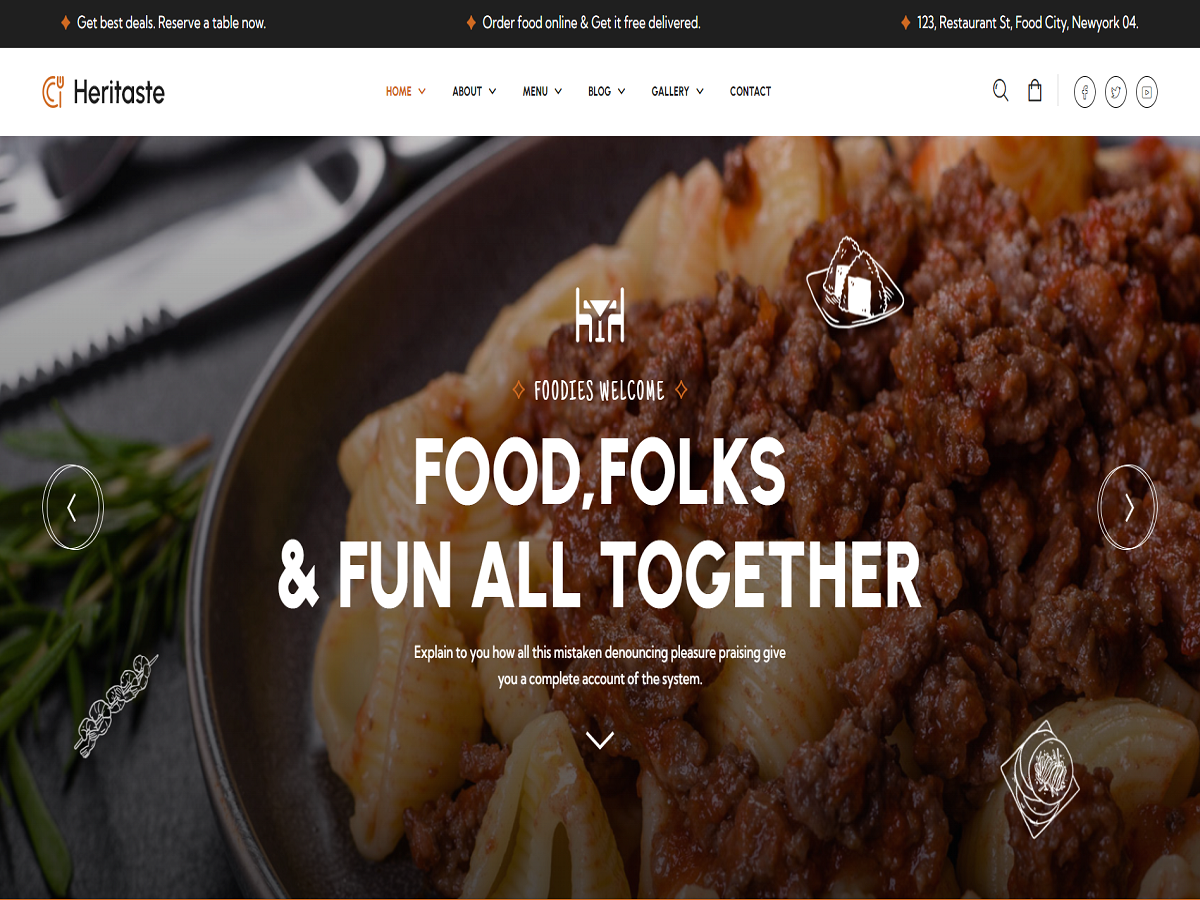 Get best deals. Reserve a table now.
Order food online & Get it free delivered.
123, Restaurant St, Food City, Newyork 04.
Heritaste
HOME
ABOUT
MENU
BLOG
GALLERY
CONTACT
FOODIES WELCOME
FOOD,FOLKS
& FUN ALL TOGETHER
Explain to you how all this mistaken denouncing pleasure praising give
you a complete account of the system.